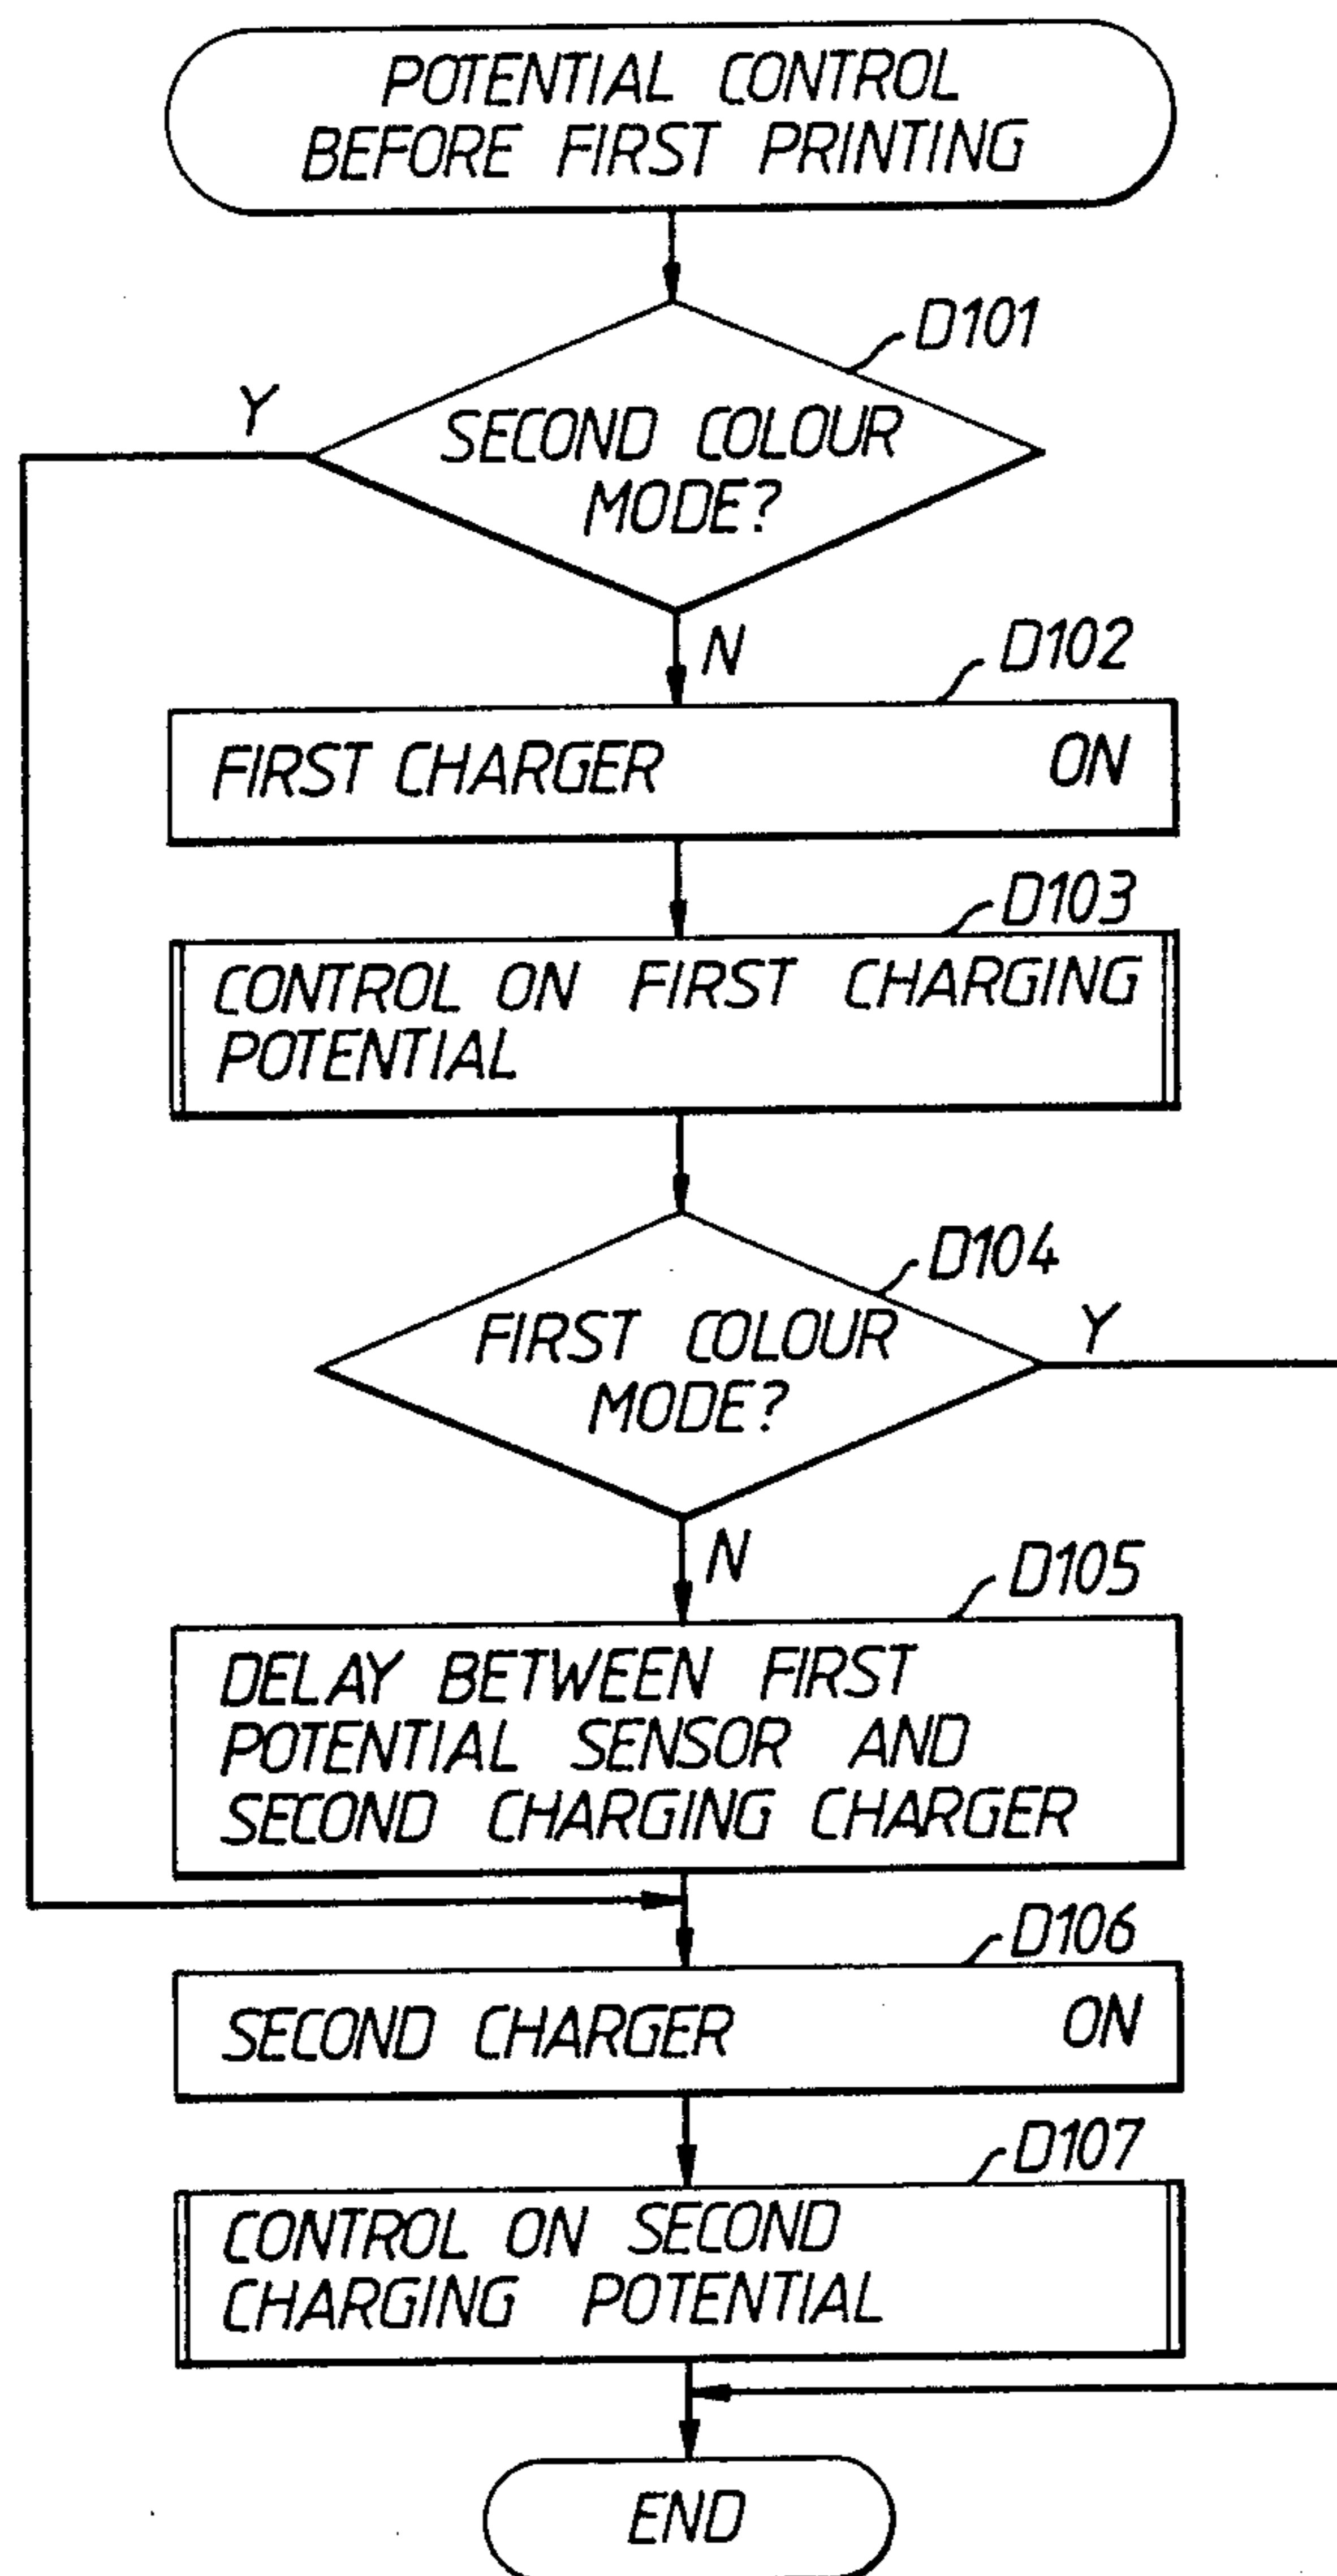 POTENTIAL CONTROL
BEFORE FIRST PRINTING
D101
Y
SECOND COLOUR
MODE?
N
D102
FIRST CHARGER ON
D103
CONTROL ON FIRST CHARGING
POTENTIAL
D104
FIRST COLOUR
MODE?
Y
N
D105
DELAY BETWEEN FIRST
POTENTIAL SENSOR AND
SECOND CHARGING CHARGER
D106
SECOND CHARGER ON
D107
CONTROL ON SECOND
CHARGING POTENTIAL
END